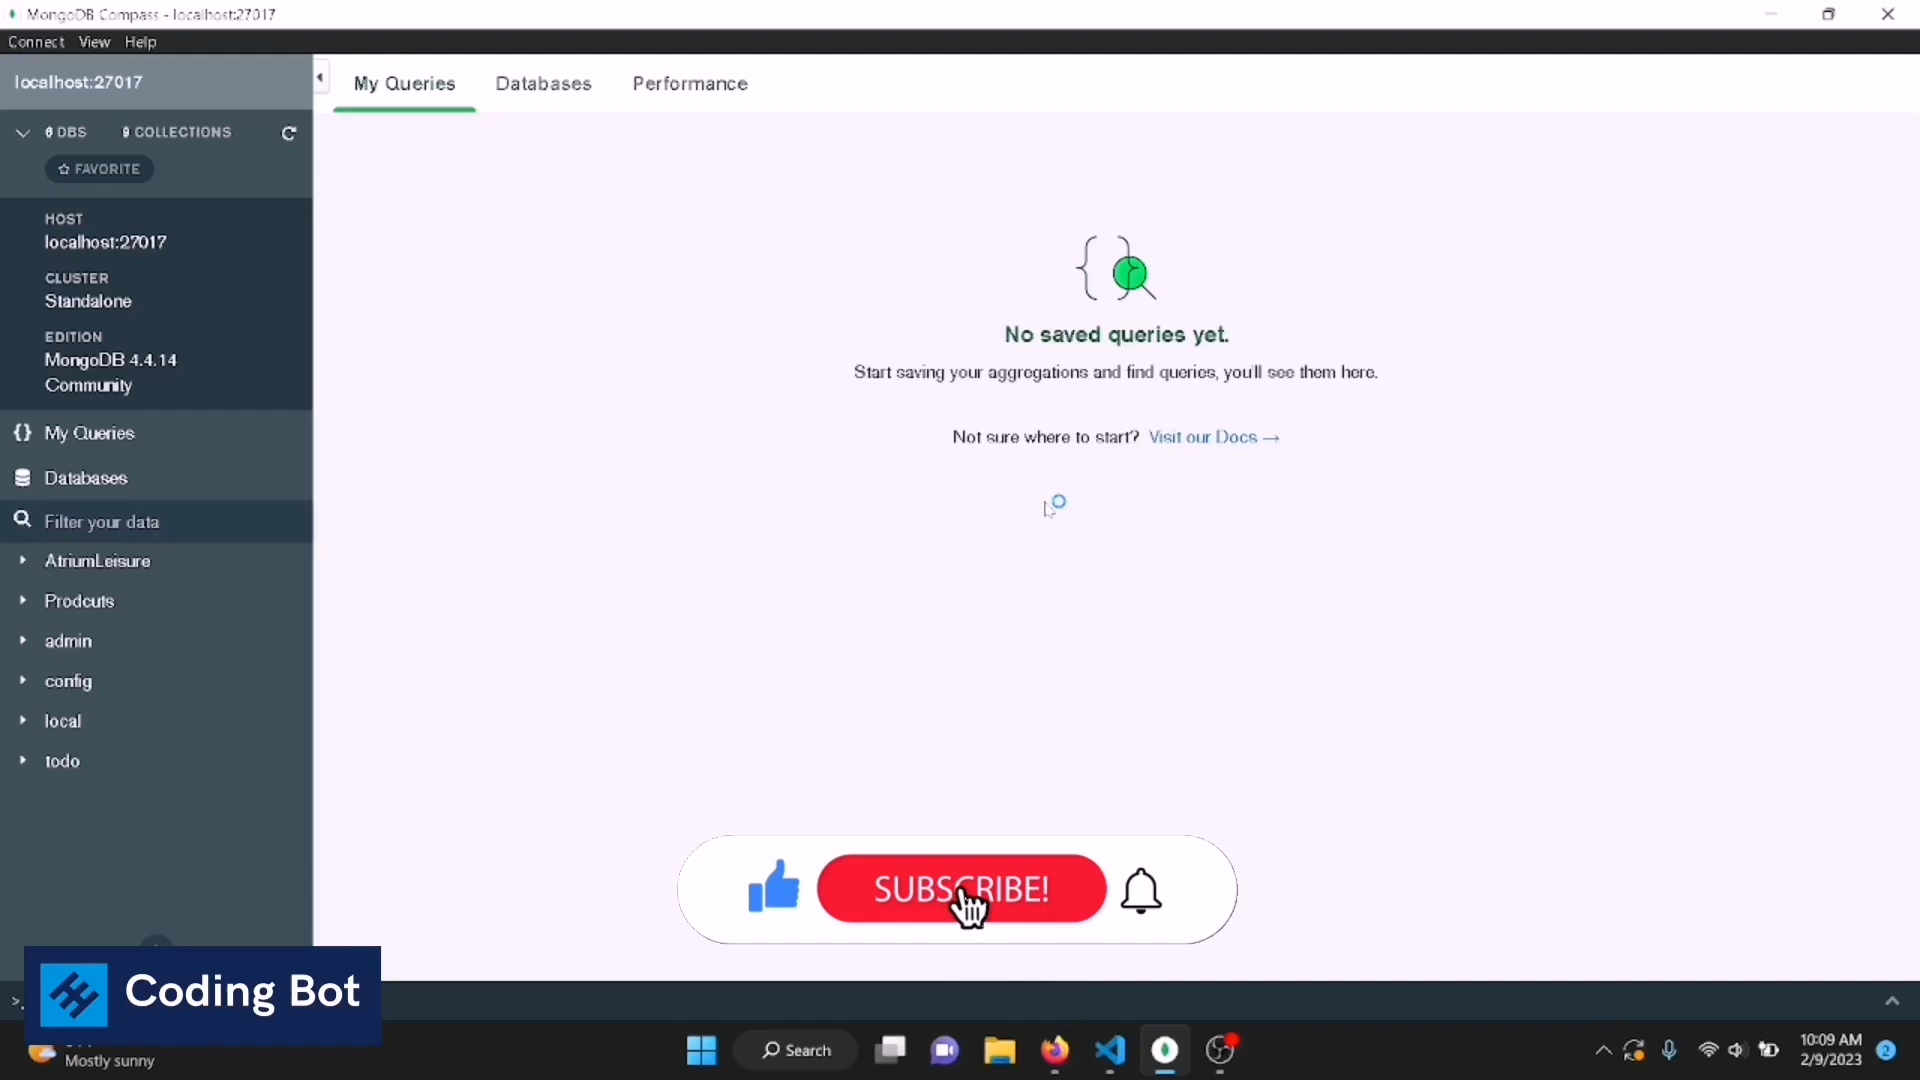 MongoDB Compass - localhost:27017
Connect View Help
localhost:27017
My Queries Databases Performance
6 DBS 9 COLLECTIONS
FAVORITE
HOST
localhost:27017
CLUSTER
Standalone
EDITION
MongoDB 4.4.14
Community
{} My Queries
Databases
Filter your data
AtriumLeisure
Prodcuts
admin
config
local
todo
{ }
No saved queries yet.
Start saving your aggregations and find queries, you'll see them here.
Not sure where to start? Visit our Docs →
SUBSCRIBE!
Coding Bot
>_
Mostly sunny
Search
10:09 AM
2/9/2023
2